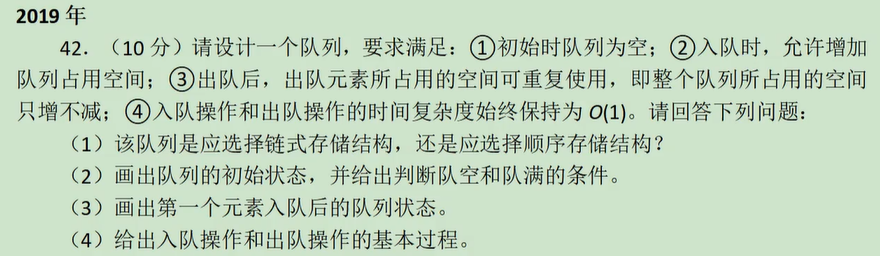 2019 年
42．（10 分）请设计一个队列，要求满足：①初始时队列为空；②入队时，允许增加
队列占用空间；③出队后，出队元素所占用的空间可重复使用，即整个队列所占用的空间
只增不减；④入队操作和出队操作的时间复杂度始终保持为 O(1)。请回答下列问题：
（1）该队列是应选择链式存储结构，还是应选择顺序存储结构？
（2）画出队列的初始状态，并给出判断队空和队满的条件。
（3）画出第一个元素入队后的队列状态。
（4）给出入队操作和出队操作的基本过程。